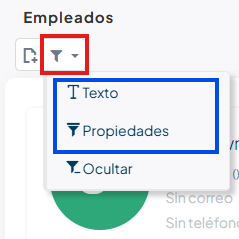 Empleados
Texto
Propiedades
Ocultar
Sin correo
Sin teléfono